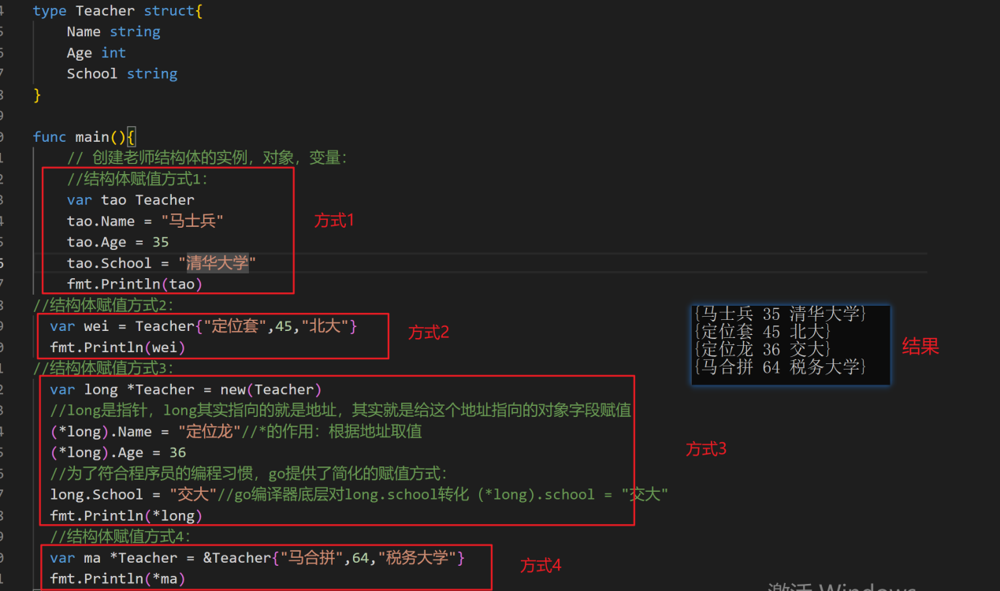 type Teacher struct{
Name string
Age int
School string
}
func main(){
// 创建老师结构体的实例，对象，变量：
//结构体赋值方式1：
var tao Teacher
tao.Name = "马士兵"
方式1
tao.Age = 35
tao.School = "清华大学"
fmt.Println(tao)
//结构体赋值方式2：
var wei = Teacher{"定位套",45,"北大"}
方式2
fmt.Println(wei)
{马士兵 35 清华大学}
{定位套 45 北大}
{定位龙 36 交大}
{马合拼 64 税务大学}
结果
//结构体赋值方式3：
var long *Teacher = new(Teacher)
//long是指针，long其实指向的就是地址，其实就是给这个地址指向的对象字段赋值
(*long).Name = "定位龙"//*的作用：根据地址取值
方式3
(*long).Age = 36
//为了符合程序员的编程习惯，go提供了简化的赋值方式：
long.School = "交大"//go编译器底层对long.school转化 (*long).school = "交大"
fmt.Println(*long)
//结构体赋值方式4：
var ma *Teacher = &Teacher{"马合拼",64,"税务大学"}
方式4
fmt.Println(*ma)